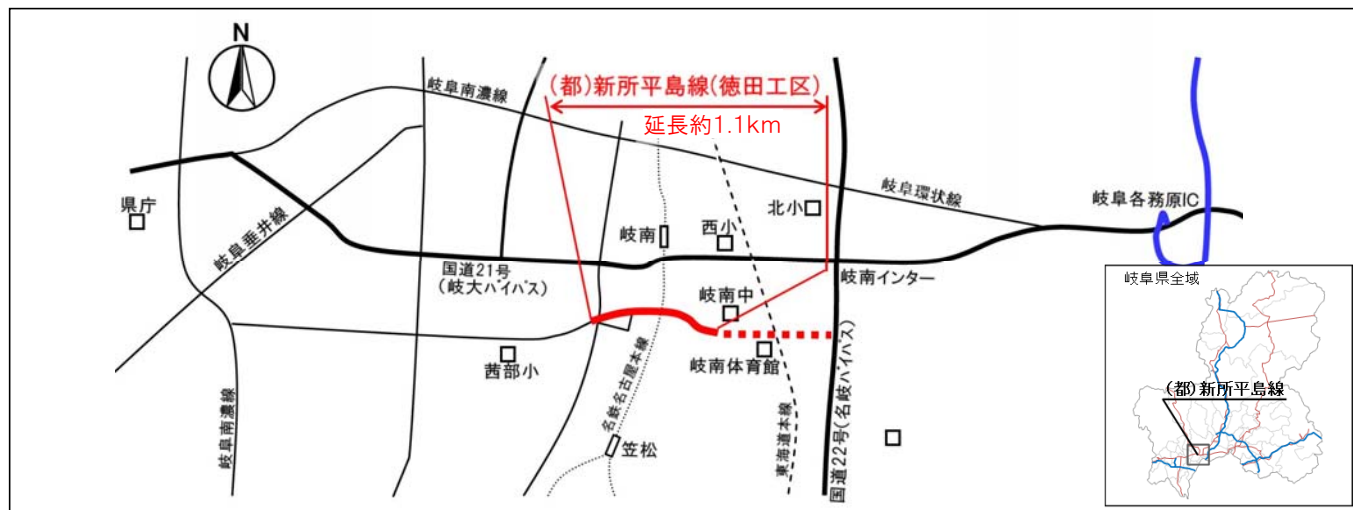 N
岐阜南濃線
(都)新所平島線(徳田工区)
延長約1.1km
県庁
岐阜垂井線
岐南
西小
北小
岐阜環状線
岐阜各務原IC
国道21号
(岐大バイパス)
岐南インター
岐阜県全域
岐南中
茜部小
岐南体育館
岐阜南濃線
名鉄名古屋本線
笠松
東海道本線
国道22号(名岐バイパス)
(都)新所平島線